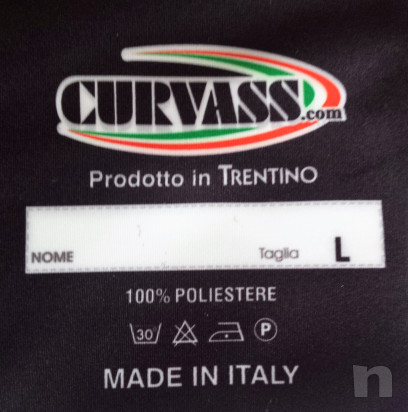 CURVASS.com
Prodotto in TRENTINO
NOME Taglia L
100% POLIESTERE
30° P
MADE IN ITALY
n